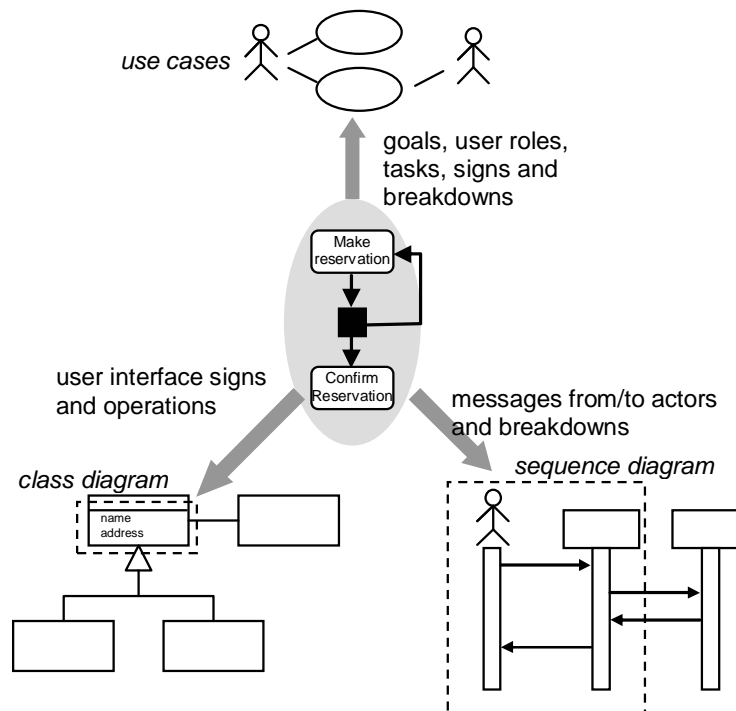 use cases
goals, user roles,
tasks, signs and
breakdowns
Make
reservation
Confirm
Reservation
user interface signs
and operations
messages from/to actors
and breakdowns
class diagram
name
address
sequence diagram